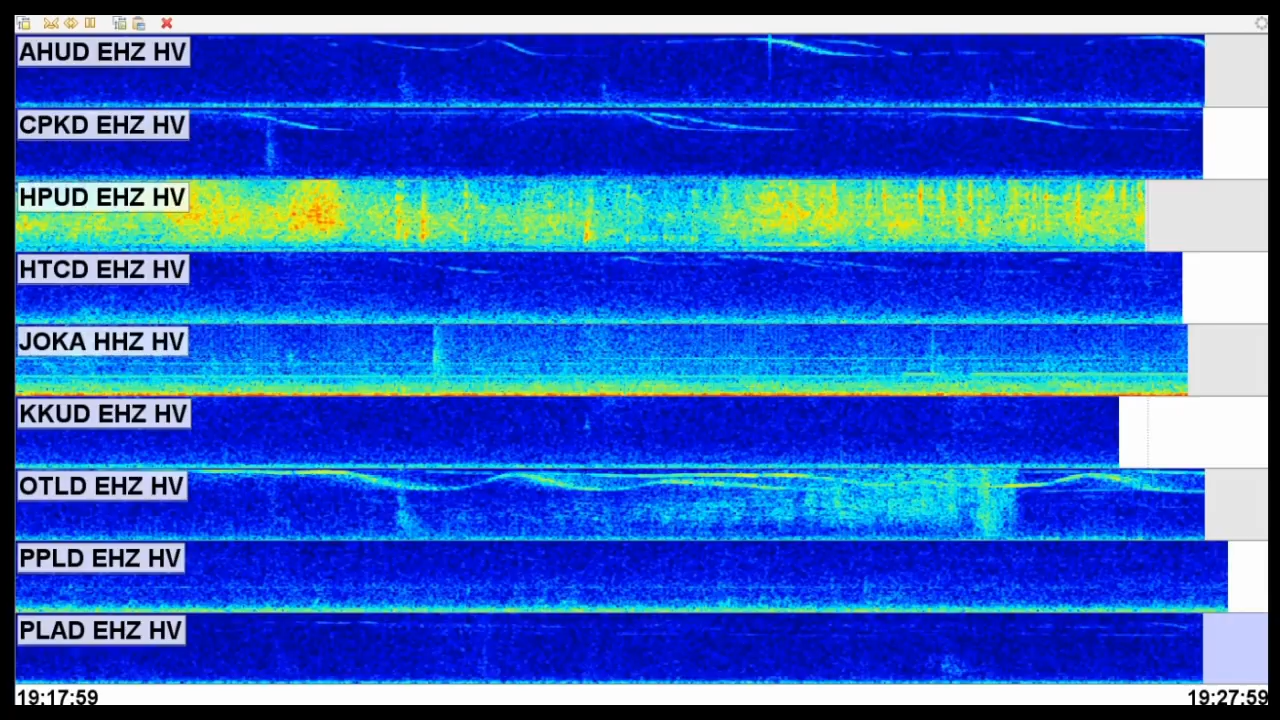 AHUD EHZ HV
CPKD EHZ HV
HPUD EHZ HV
HTCD EHZ HV
JOKA HHZ HV
KKUD EHZ HV
OTLD EHZ HV
PPLD EHZ HV
PLAD EHZ HV
19:17:59 19:27:59